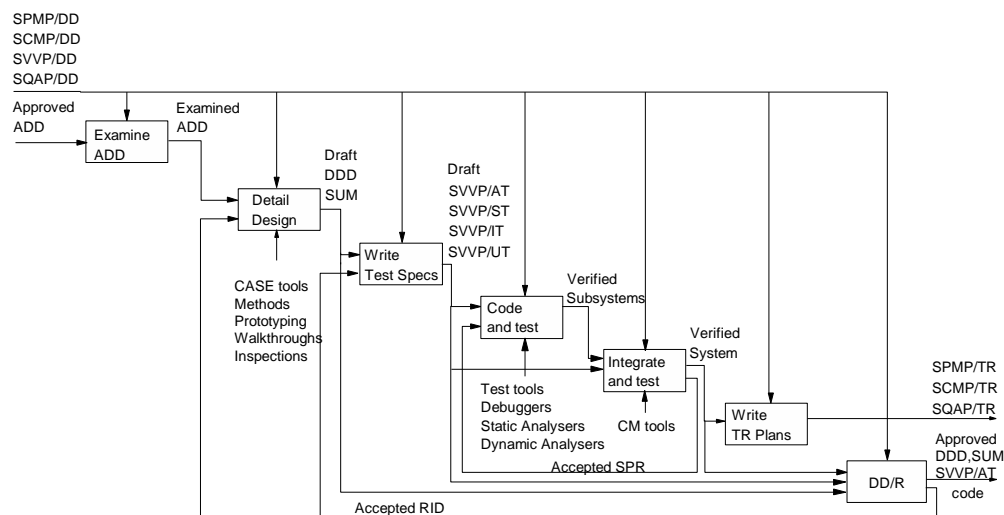 SPMP/DD
SCMP/DD
SVVP/DD
SQAP/DD
Approved
ADD
Examine
ADD
Examined
ADD
Detail
Design
Draft
DDD
SUM
CASE tools
Methods
Prototyping
Walkthroughs
Inspections
Write
Test Specs
Draft
SVVP/AT
SVVP/ST
SVVP/IT
SVVP/UT
Code
and test
Verified
Subsystems
Test tools
Debuggers
Static Analysers
Dynamic Analysers
Integrate
and test
Verified
System
CM tools
Accepted SPR
Write
TR Plans
SPMP/TR
SCMP/TR
SQAP/TR
DD/R
Approved
DDD,SUM
SVVP/AT
code
Accepted RID